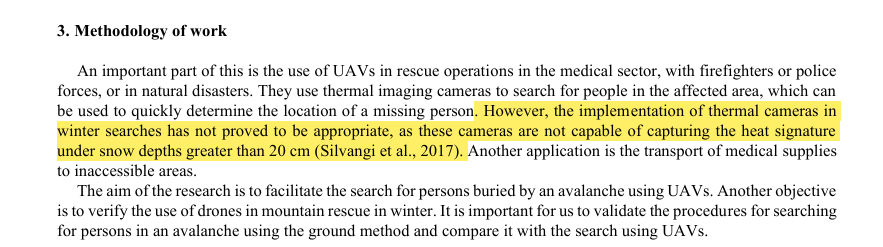 3. Methodology of work
An important part of this is the use of UAVs in rescue operations in the medical sector, with firefighters or police
forces, or in natural disasters. They use thermal imaging cameras to search for people in the affected area, which can
be used to quickly determine the location of a missing person. However, the implementation of thermal cameras in
winter searches has not proved to be appropriate, as these cameras are not capable of capturing the heat signature
under snow depths greater than 20 cm (Silvangi et al., 2017). Another application is the transport of medical supplies
to inaccessible areas.
The aim of the research is to facilitate the search for persons buried by an avalanche using UAVs. Another objective
is to verify the use of drones in mountain rescue in winter. It is important for us to validate the procedures for searching
for persons in an avalanche using the ground method and compare it with the search using UAVs.